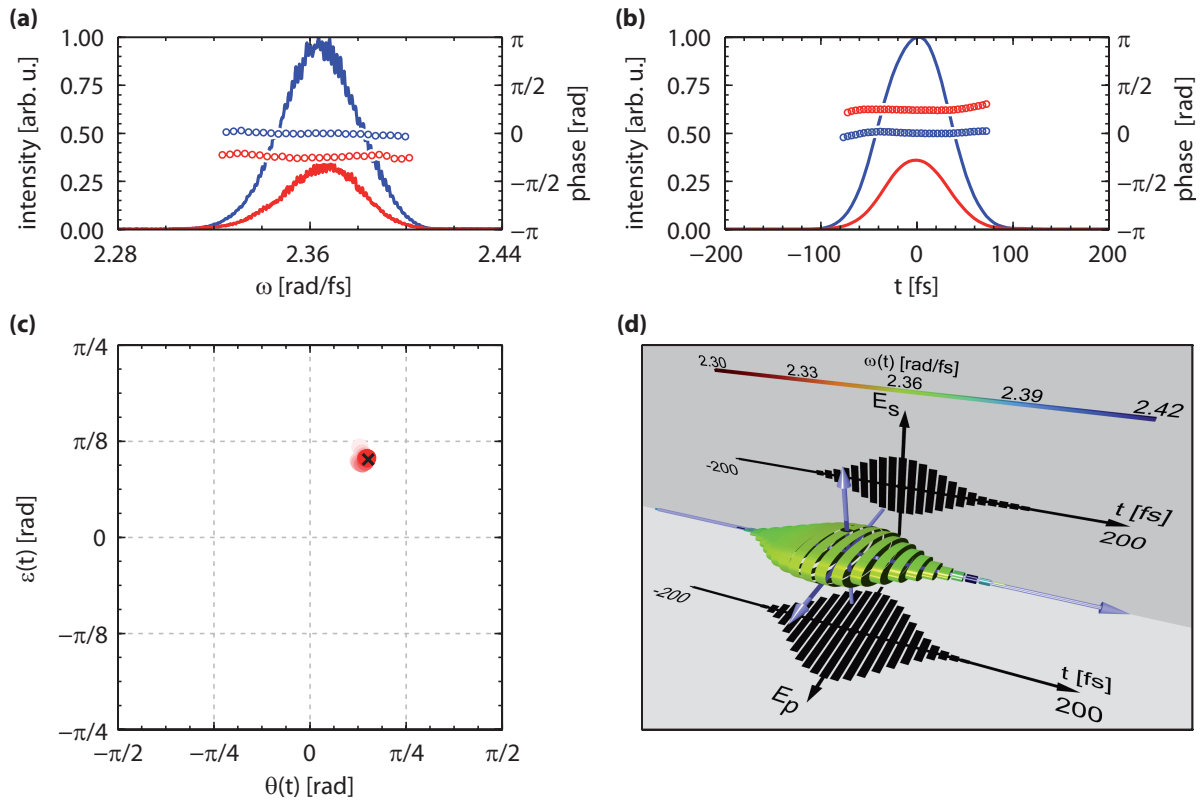 (a)
1.00
0.75
0.50
0.25
0.00
intensity [arb. u.]
π
π/2
0
−π/2
−π
phase [rad]
2.28
2.36
2.44
ω [rad/fs]
(b)
1.00
0.75
0.50
0.25
0.00
intensity [arb. u.]
π
π/2
0
−π/2
−π
phase [rad]
−200
−100
0
100
200
t [fs]
(c)
π/4
π/8
0
−π/8
−π/4
ε(t) [rad]
−π/2
−π/4
0
π/4
π/2
θ(t) [rad]
(d)
ω(t) [rad/fs]
2.30
2.33
2.36
2.39
2.42
Es
-200
t [fs]
200
-200
t [fs]
200
Ep